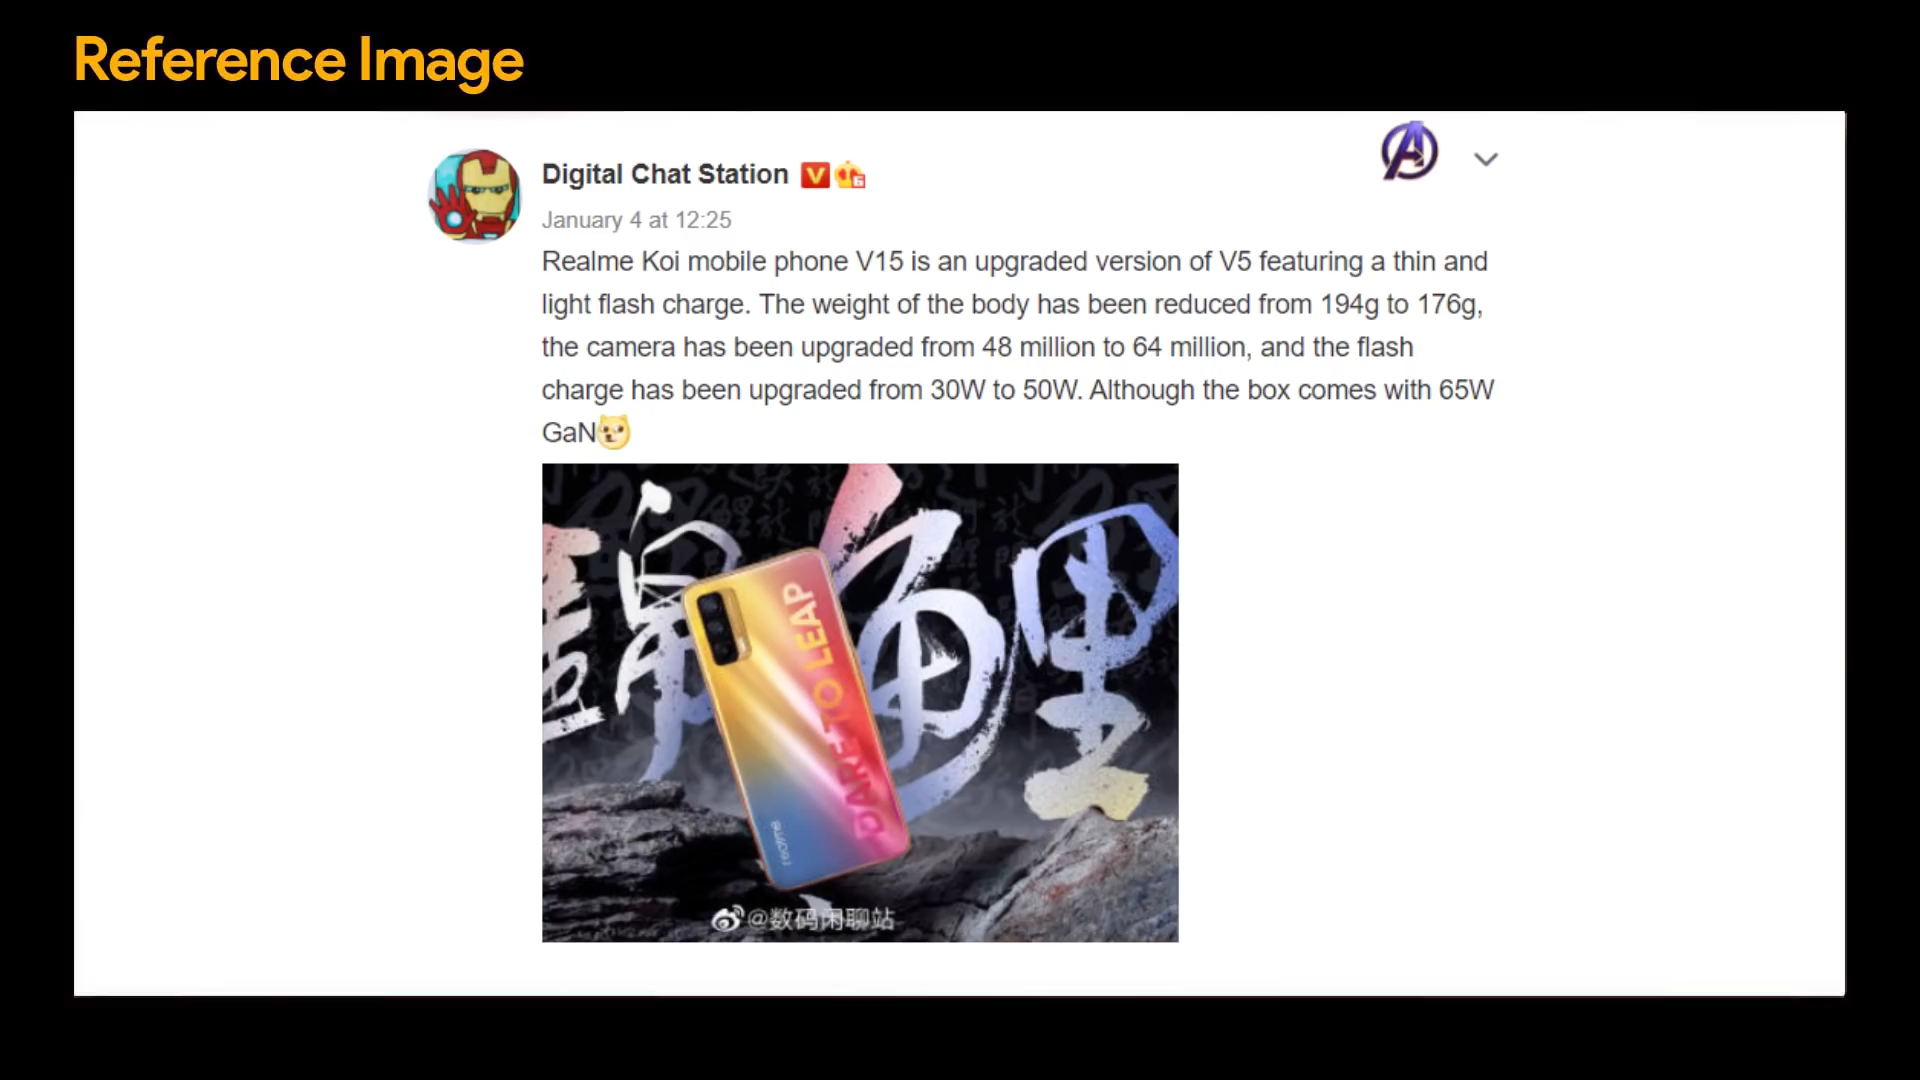 Reference Image
Digital Chat Station
January 4 at 12:25
Realme Koi mobile phone V15 is an upgraded version of V5 featuring a thin and
light flash charge. The weight of the body has been reduced from 194g to 176g,
the camera has been upgraded from 48 million to 64 million, and the flash
charge has been upgraded from 30W to 50W. Although the box comes with 65W
GaN
DARE TO LEAP
realme
@数码闲聊站